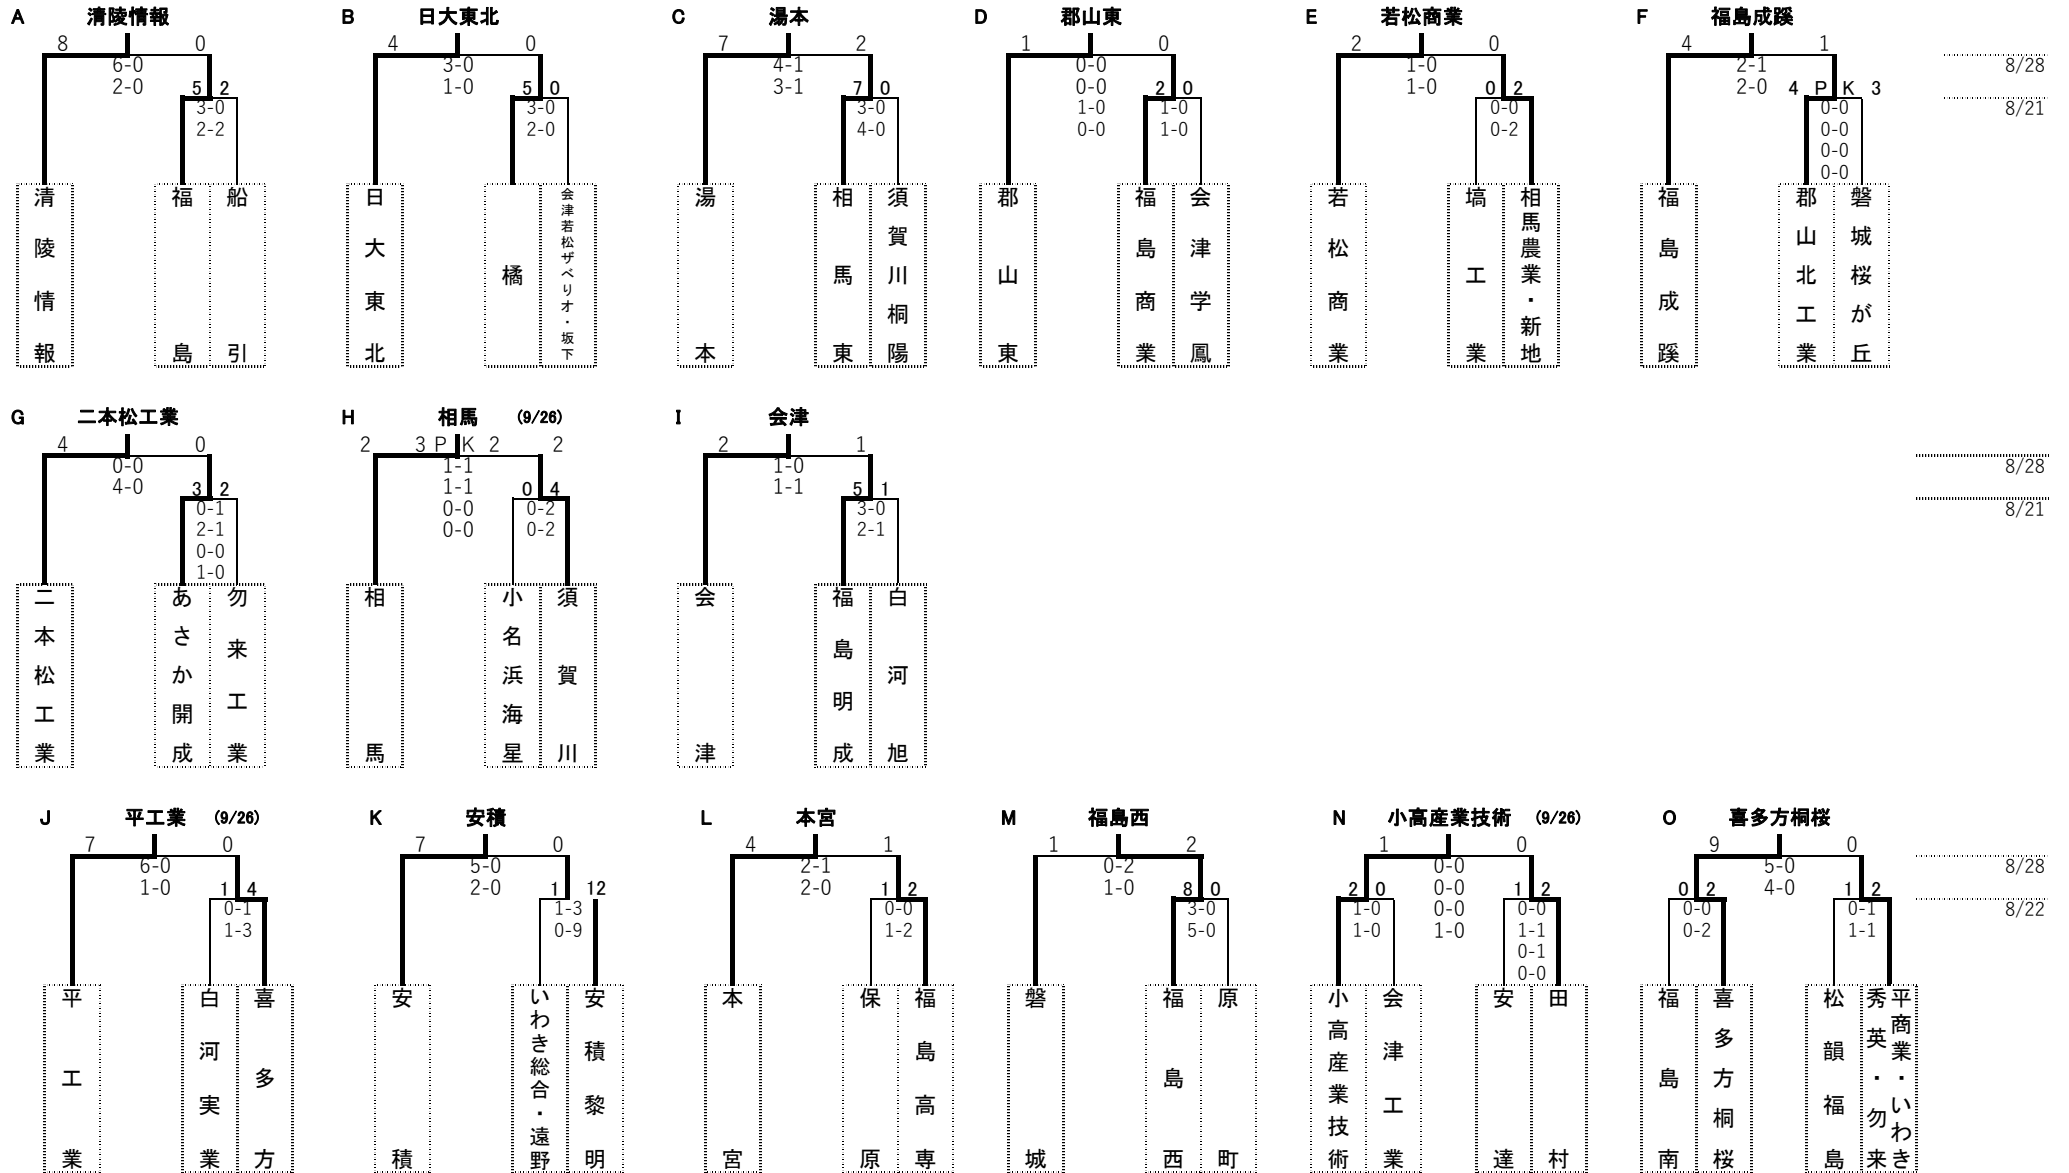 A 清陵情報 B 日大東北 C 湯本 D 郡山東 E 若松商業 F 福島成蹊
8 0 4 0 7 2 1 0 2 0 4 1
6-0 3-0 4-1 0-0 1-0 2-1 8/28
2-0 5 2 1-0 5 0 3-1 7 0 0-0 2 0 1-0 0 2 2-0 4 P K 3
3-0 3-0 3-0 1-0 1-0 0-0 0-0 8/21
2-2 2-0 4-0 0-0 1-0 0-2 0-0
0-0
0-0
清陵情報 福島 船引 日大東北 橘 会津若松ザベリオ・坂下 湯本 相馬東 須賀川桐陽 郡山東 福島商業 会津学鳳 若松商業 塙工業 相馬農業・新地 福島成蹊 郡山北工業 磐城桜が丘
G 二本松工業 H 相馬 (9/26) I 会津
4 0 2 3 P K 2 2 2 1
0-0 1-1 1-0 8/28
4-0 3 2 1-1 0 4 1-1 5 1
0-1 0-0 0-2 3-0 8/21
2-1 0-0 0-2 2-1
0-0
1-0
二本松工業 あさか開成 勿来工業 相馬 小名浜海星 須賀川 会津 福島明成 白河旭
J 平工業 (9/26) K 安積 L 本宮 M 福島西 N 小高産業技術 (9/26) O 喜多方桐桜
7 0 7 0 4 1 1 2 1 0 9 0
6-0 5-0 2-1 0-2 0-0 5-0 8/28
1-0 1 4 2-0 1 12 2-0 1 2 1-0 8 0 2 0 0-0 1 2 0 2 4-0 1 2
0-1 1-3 0-0 3-0 1-0 0-0 0-0 0-0 0-1 8/22
1-3 0-9 1-2 5-0 1-0 1-0 1-1 0-2 1-1
0-1
0-0
平工業 白河実業 喜多方 安積 いわき総合・遠野 安積黎明 本宮 保原 福島高専 磐城 福島西 原町 小高産業技術 会津工業 安達 田村 福島南 喜多方桐桜 松韻福島 平商業・いわき秀英・勿来